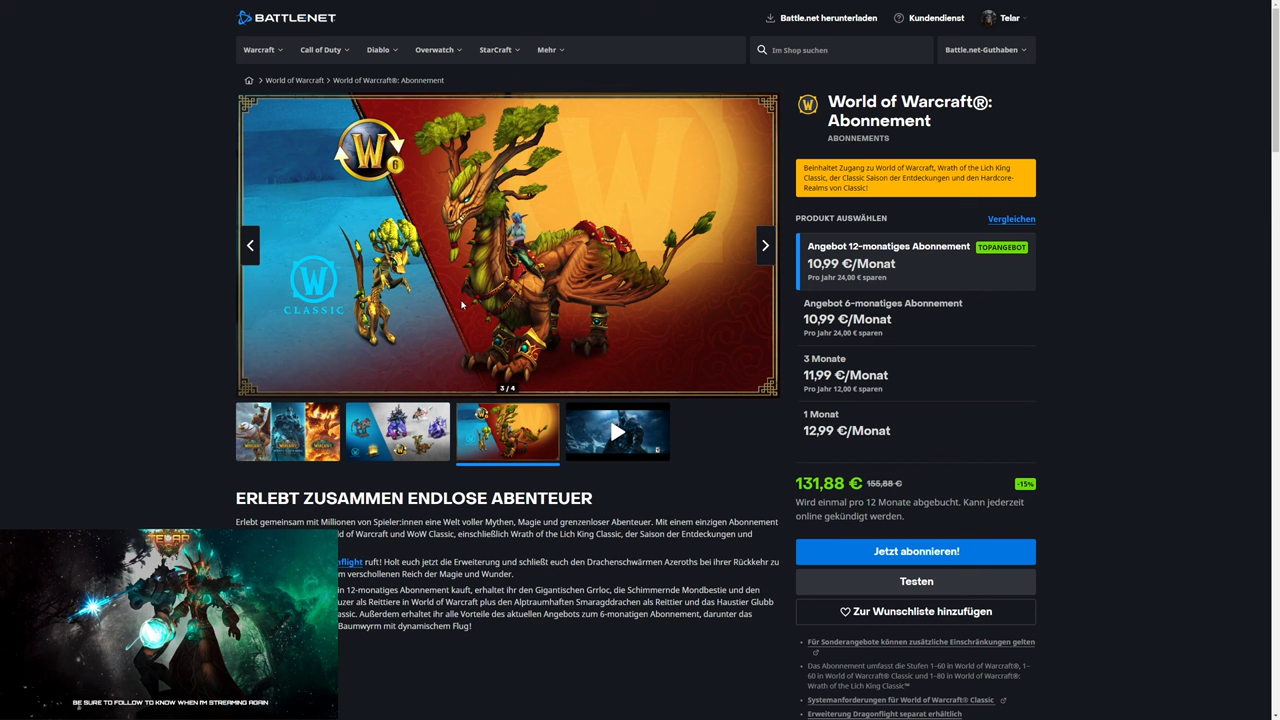 BATTLENET
Battle.net herunterladen
Kundendienst
Telar
Warcraft
Call of Duty
Diablo
Overwatch
StarCraft
Mehr
Im Shop suchen
Battle.net-Guthaben
World of Warcraft
World of Warcraft®: Abonnement
W
6
W
CLASSIC
3 / 4
ERLEBT ZUSAMMEN ENDLOSE ABENTEUER
Erlebt gemeinsam mit Millionen von Spieler:innen eine Welt voller Mythen, Magie und grenzenloser Abenteuer. Mit einem einzigen Abonnement
ld of Warcraft und WoW Classic, einschließlich Wrath of the Lich King Classic, der Saison der Entdeckungen und
nflight ruft! Holt euch jetzt die Erweiterung und schließt euch den Drachenschwärmen Azeroths bei ihrer Rückkehr zu
m verschollenen Reich der Magie und Wunder.
in 12-monatiges Abonnement kauft, erhaltet ihr den Gigantischen Grrloc, die Schimmernde Mondbestie und den
uzer als Reittiere in World of Warcraft plus den Alptraumhaften Smaragddrachen als Reittier und das Haustier Glubb
assic. Außerdem erhaltet ihr alle Vorteile des aktuellen Angebots zum 6-monatigen Abonnement, darunter das
Baumwyrm mit dynamischem Flug!
TELAR
BE SURE TO FOLLOW TO KNOW WHEN I'M STREAMING AGAIN
World of Warcraft®:
Abonnement
ABONNEMENTS
Beinhaltet Zugang zu World of Warcraft, Wrath of the Lich King
Classic, der Classic Saison der Entdeckungen und den Hardcore-
Realms von Classic!
PRODUKT AUSWÄHLEN
Vergleichen
Angebot 12-monatiges Abonnement
TOPANGEBOT
10,99 €/Monat
Pro Jahr 24,00 € sparen
Angebot 6-monatiges Abonnement
10,99 €/Monat
Pro Jahr 24,00 € sparen
3 Monate
11,99 €/Monat
Pro Jahr 12,00 € sparen
1 Monat
12,99 €/Monat
131,88 € 155,88 €
-15%
Wird einmal pro 12 Monate abgebucht. Kann jederzeit
online gekündigt werden.
Jetzt abonnieren!
Testen
Zur Wunschliste hinzufügen
Für Sonderangebote können zusätzliche Einschränkungen gelten
Das Abonnement umfasst die Stufen 1–60 in World of Warcraft®, 1–
60 in World of Warcraft® Classic und 1–80 in World of Warcraft®:
Wrath of the Lich King Classic™
Systemanforderungen für World of Warcraft® Classic
Erweiterung Dragonflight separat erhältlich